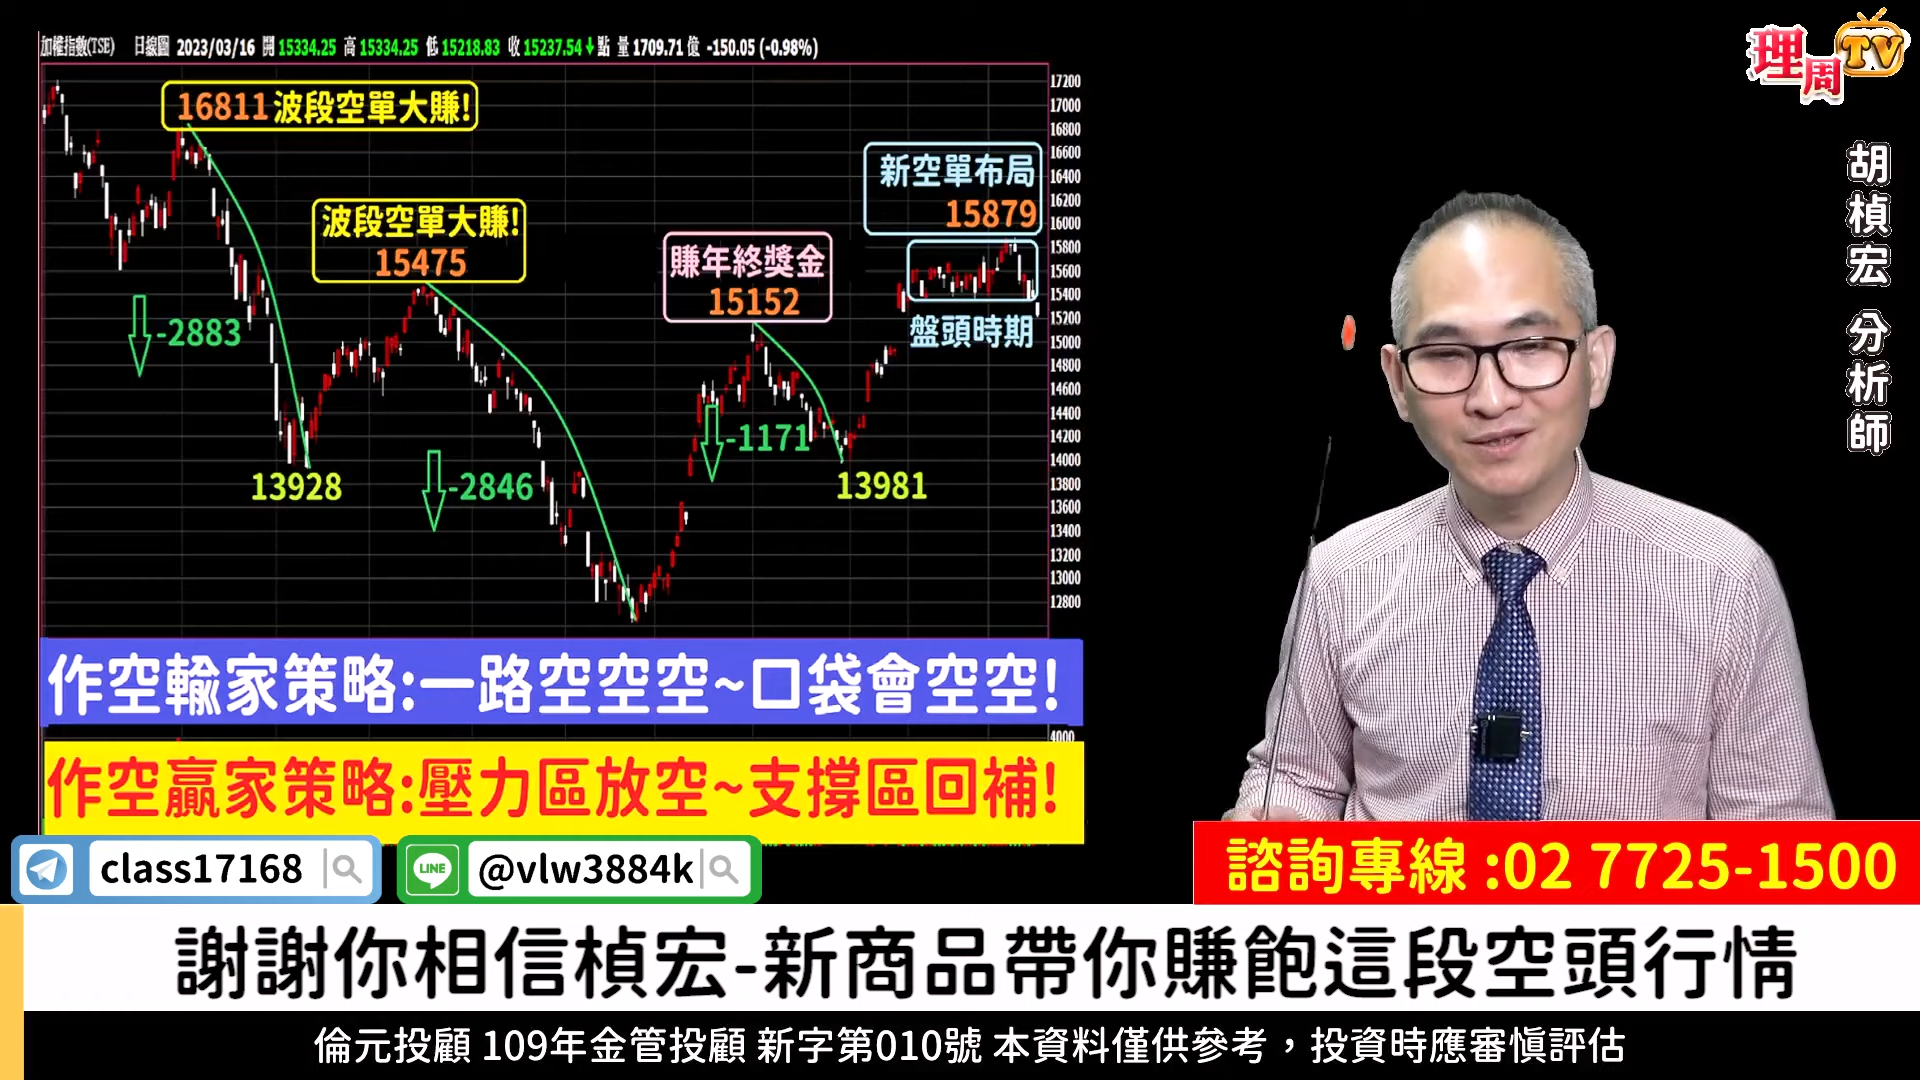 加權指數(TSE) 日線圖 2023/03/16 開15334.25 高15334.25 低15218.83 收15237.54↓點 量1709.71億 -150.05 (-0.98%)
理周TV
胡楨宏 分析師
16811波段空單大賺!
波段空單大賺!
15475
賺年終獎金
15152
新空單布局
15879
盤頭時期
-2883
-2846
-1171
13928
13981
17200
17000
16800
16600
16400
16200
16000
15800
15600
15400
15200
15000
14800
14600
14400
14200
14000
13800
13600
13400
13200
13000
12800
4000
作空輸家策略:一路空空空~口袋會空空!
作空贏家策略:壓力區放空~支撐區回補!
class17168
LINE
@vlw3884k
諮詢專線 :02 7725-1500
謝謝你相信楨宏-新商品帶你賺飽這段空頭行情
倫元投顧 109年金管投顧 新字第010號 本資料僅供參考，投資時應審慎評估